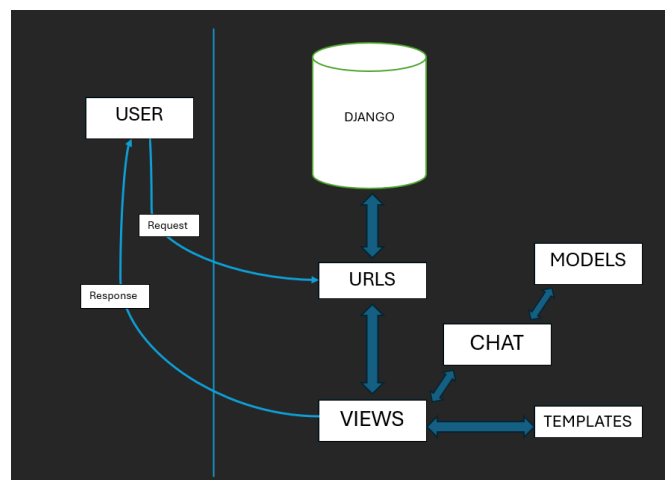 USER
DJANGO
Request
URLS
MODELS
Response
CHAT
VIEWS
TEMPLATES